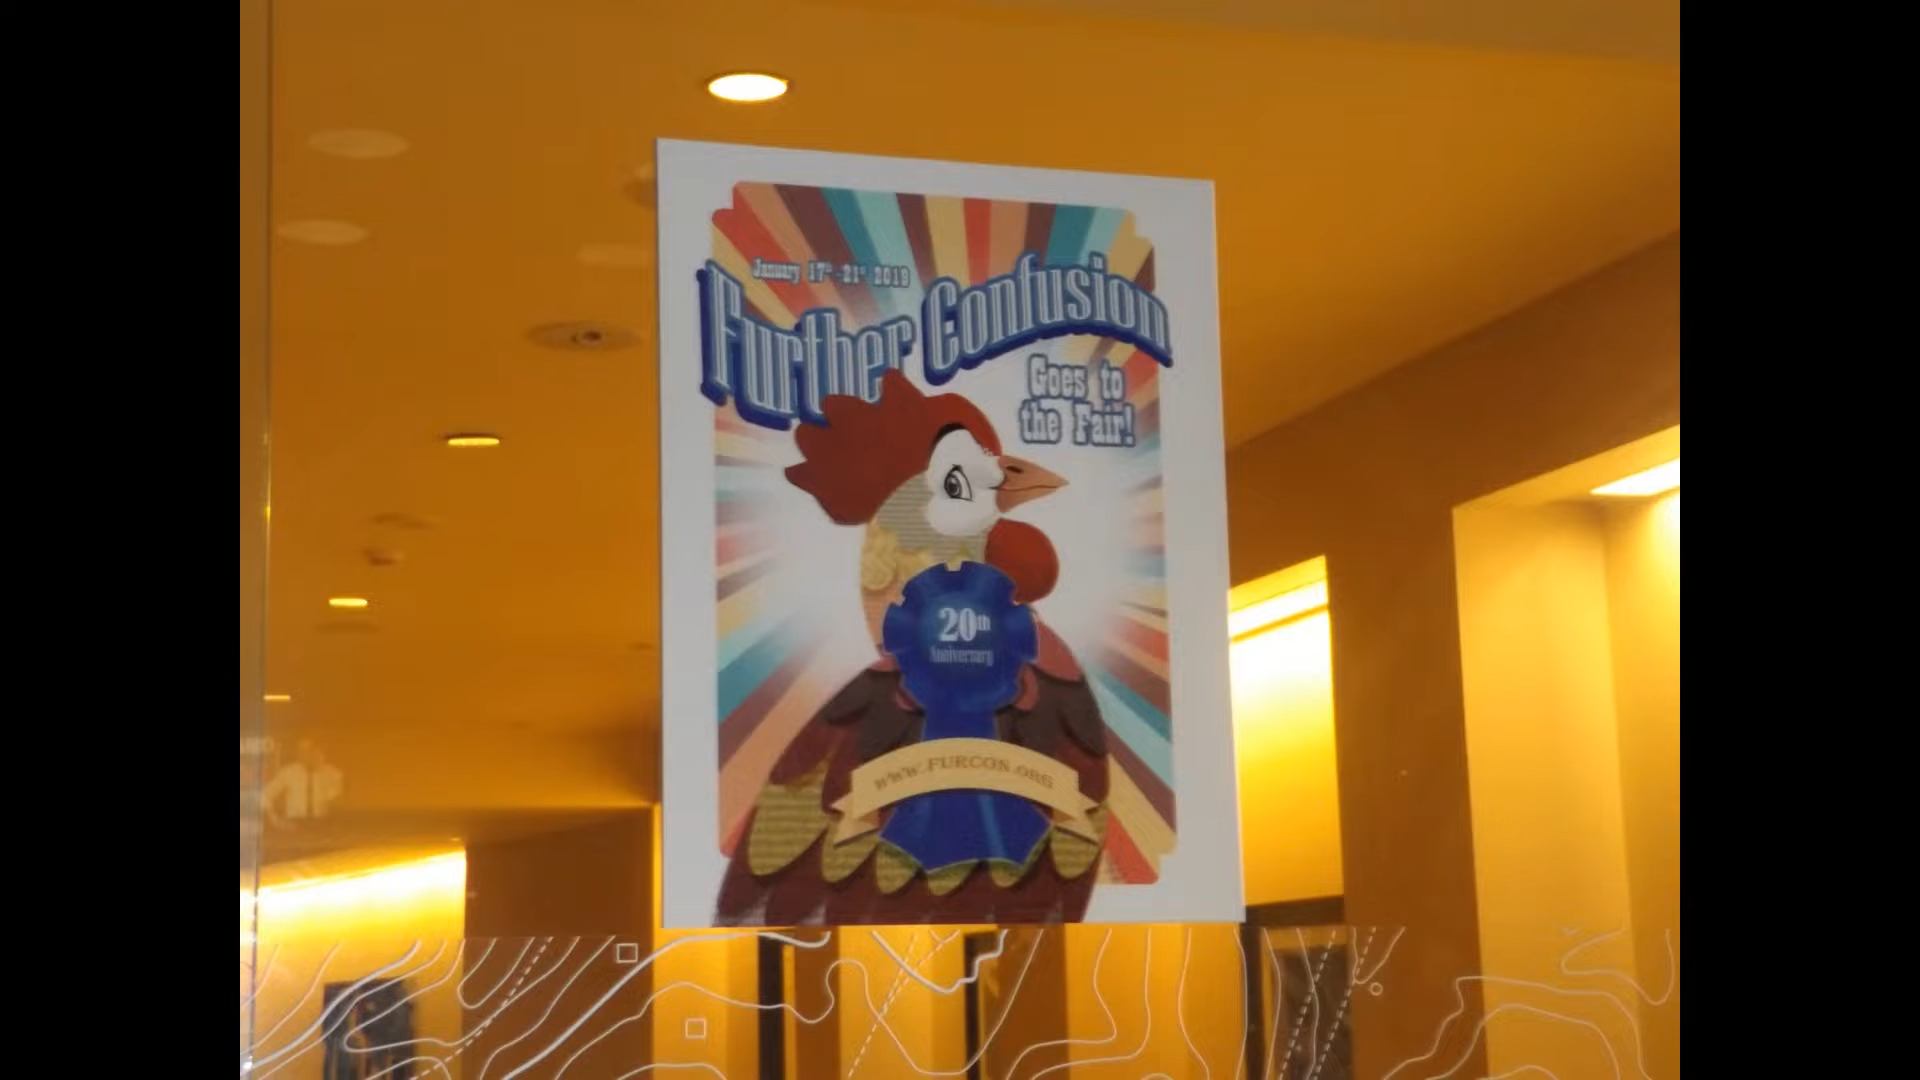 January 17th-21st 2019
Further Confusion
Goes to
the Fair!
20th
Anniversary
WWW.FURCON.ORG